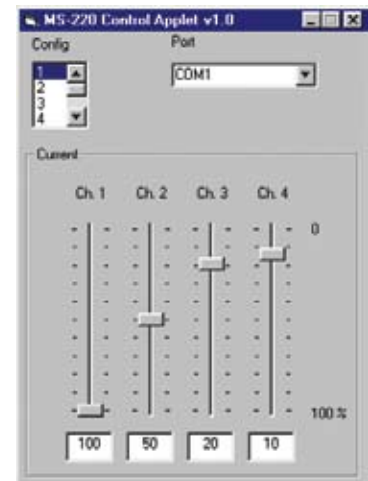 MS-220 Control Applet v1.0
Config
Port
1
2
3
4
COM1
Current
Ch. 1
Ch. 2
Ch. 3
Ch. 4
0
100 %
100
50
20
10